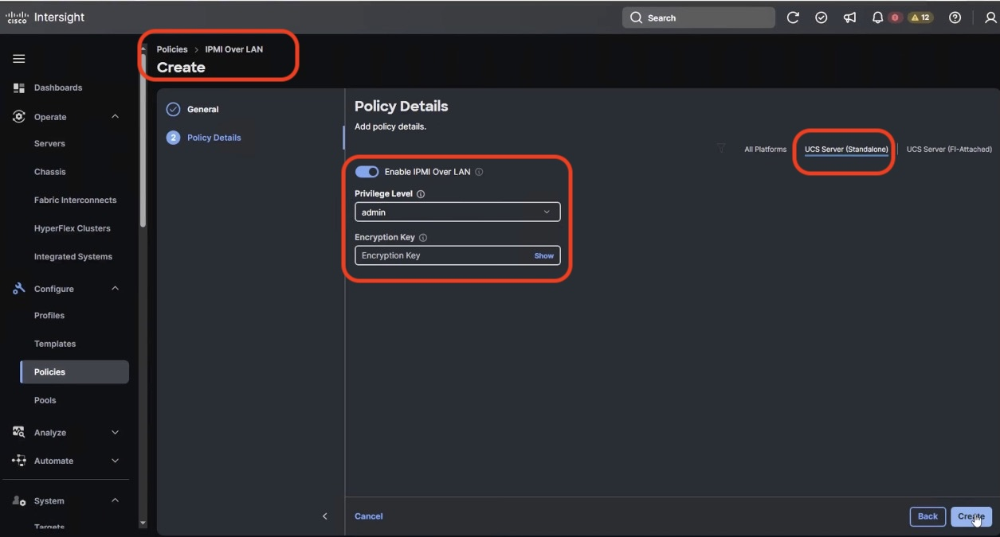 cisco Intersight
Search
12
Policies > IPMI Over LAN
Create
Dashboards
Operate
Servers
Chassis
Fabric Interconnects
HyperFlex Clusters
Integrated Systems
Configure
Profiles
Templates
Policies
Pools
Analyze
Automate
System
Targets
General
2 Policy Details
Policy Details
Add policy details.
All Platforms UCS Server (Standalone) UCS Server (FI-Attached)
Enable IPMI Over LAN
Privilege Level
admin
Encryption Key
Encryption Key Show
Cancel Back Create